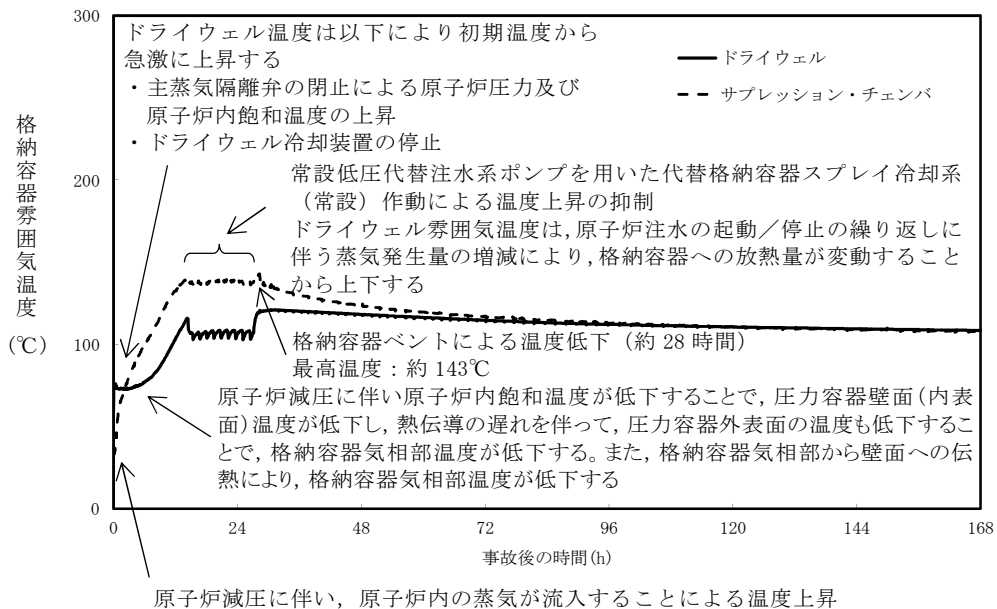 300
ドライウェル温度は以下により初期温度から
急激に上昇する
・主蒸気隔離弁の閉止による原子炉圧力及び
原子炉内飽和温度の上昇
・ドライウェル冷却装置の停止
ドライウェル
サプレッション・チェンバ
常設低圧代替注水系ポンプを用いた代替格納容器スプレイ冷却系
（常設）作動による温度上昇の抑制
ドライウェル雰囲気温度は，原子炉注水の起動／停止の繰り返しに
伴う蒸気発生量の増減により，格納容器への放熱量が変動すること
から上下する
200
格納容器雰囲気温度
(℃)
100
格納容器ベントによる温度低下（約 28 時間）
最高温度：約 143℃
原子炉減圧に伴い原子炉内飽和温度が低下することで，圧力容器壁面（内表
面）温度が低下し，熱伝導の遅れを伴って，圧力容器外表面の温度も低下するこ
とで，格納容器気相部温度が低下する。また，格納容器気相部から壁面への伝
熱により，格納容器気相部温度が低下する
0
0 24 48 72 96 120 144 168
事故後の時間(h)
原子炉減圧に伴い，原子炉内の蒸気が流入することによる温度上昇